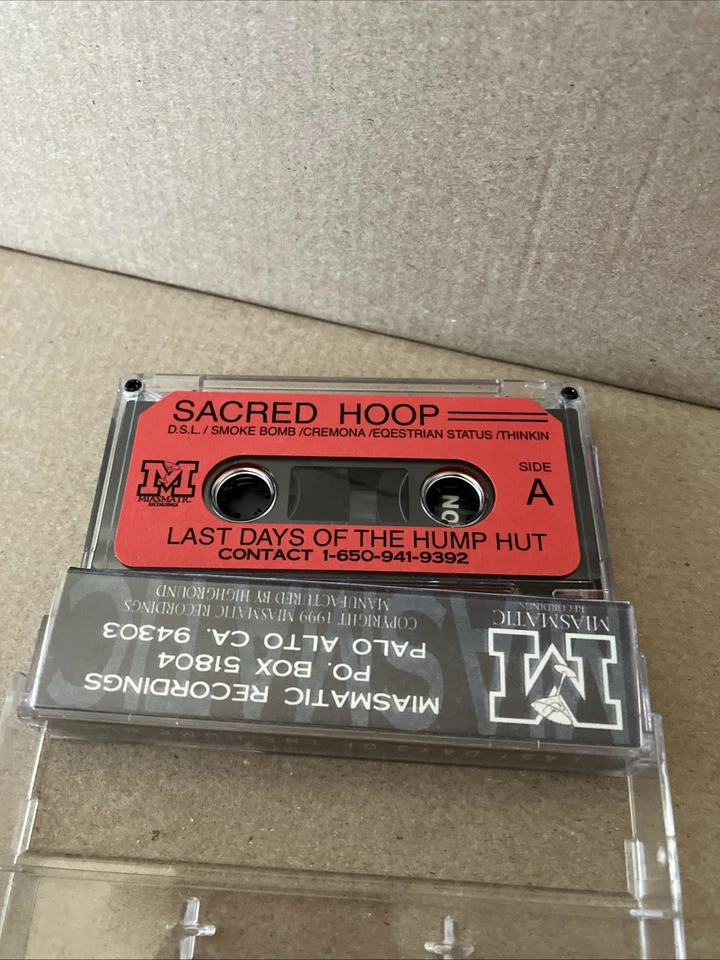 SACRED HOOP
D.S.L. / SMOKE BOMB /CREMONA /EQESTRIAN STATUS /THINKIN
M
MIASMATIC
RECORDINGS
SIDE
A
NO
LAST DAYS OF THE HUMP HUT
CONTACT 1-650-941-9392
M
MIASMATIC
RECORDINGS
MIASMATIC RECORDINGS
PO. BOX 51804
PALO ALTO CA. 94303
COPYRIGHT 1999 MIASMATIC RECORDINGS
MANUFACTURED BY HIGHGROUND